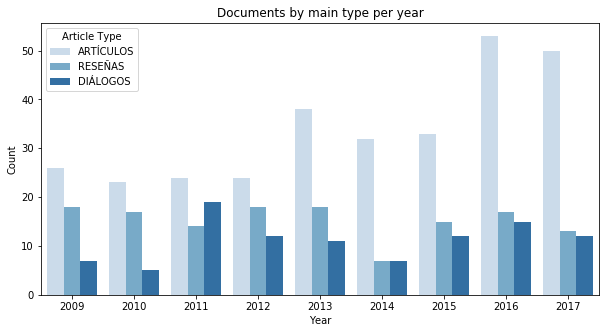 Documents by main type per year
Article Type
ARTÍCULOS
RESEÑAS
DIÁLOGOS
Count
50
40
30
20
10
0
2009 2010 2011 2012 2013 2014 2015 2016 2017
Year